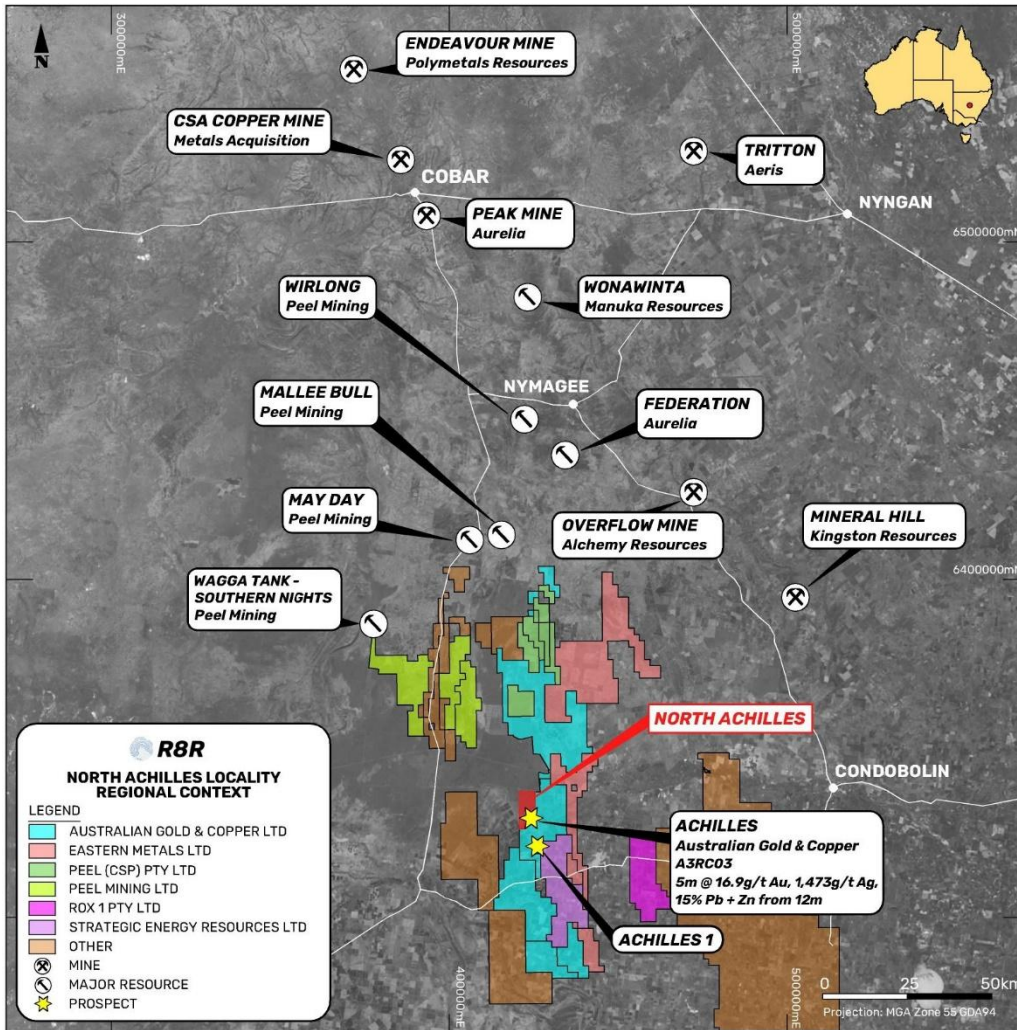 300000mE
500000mE
N
ENDEAVOUR MINE
Polymetals Resources
CSA COPPER MINE
Metals Acquisition
TRITTON
Aeris
COBAR
NYNGAN
PEAK MINE
Aurelia
6500000mN
WIRLONG
Peel Mining
WONAWINTA
Manuka Resources
NYMAGEE
MALLEE BULL
Peel Mining
FEDERATION
Aurelia
MAY DAY
Peel Mining
OVERFLOW MINE
Alchemy Resources
MINERAL HILL
Kingston Resources
6400000mN
WAGGA TANK -
SOUTHERN NIGHTS
Peel Mining
NORTH ACHILLES
CONDOBOLIN
ACHILLES
Australian Gold & Copper
A3RC03
5m @ 16.9g/t Au, 1,473g/t Ag,
15% Pb + Zn from 12m
ACHILLES 1
R8R
NORTH ACHILLES LOCALITY
REGIONAL CONTEXT
LEGEND
AUSTRALIAN GOLD & COPPER LTD
EASTERN METALS LTD
PEEL (CSP) PTY LTD
PEEL MINING LTD
ROX 1 PTY LTD
STRATEGIC ENERGY RESOURCES LTD
OTHER
MINE
MAJOR RESOURCE
PROSPECT
400000mE
500000mE
0 25 50km
Projection: MGA Zone 55 GDA94